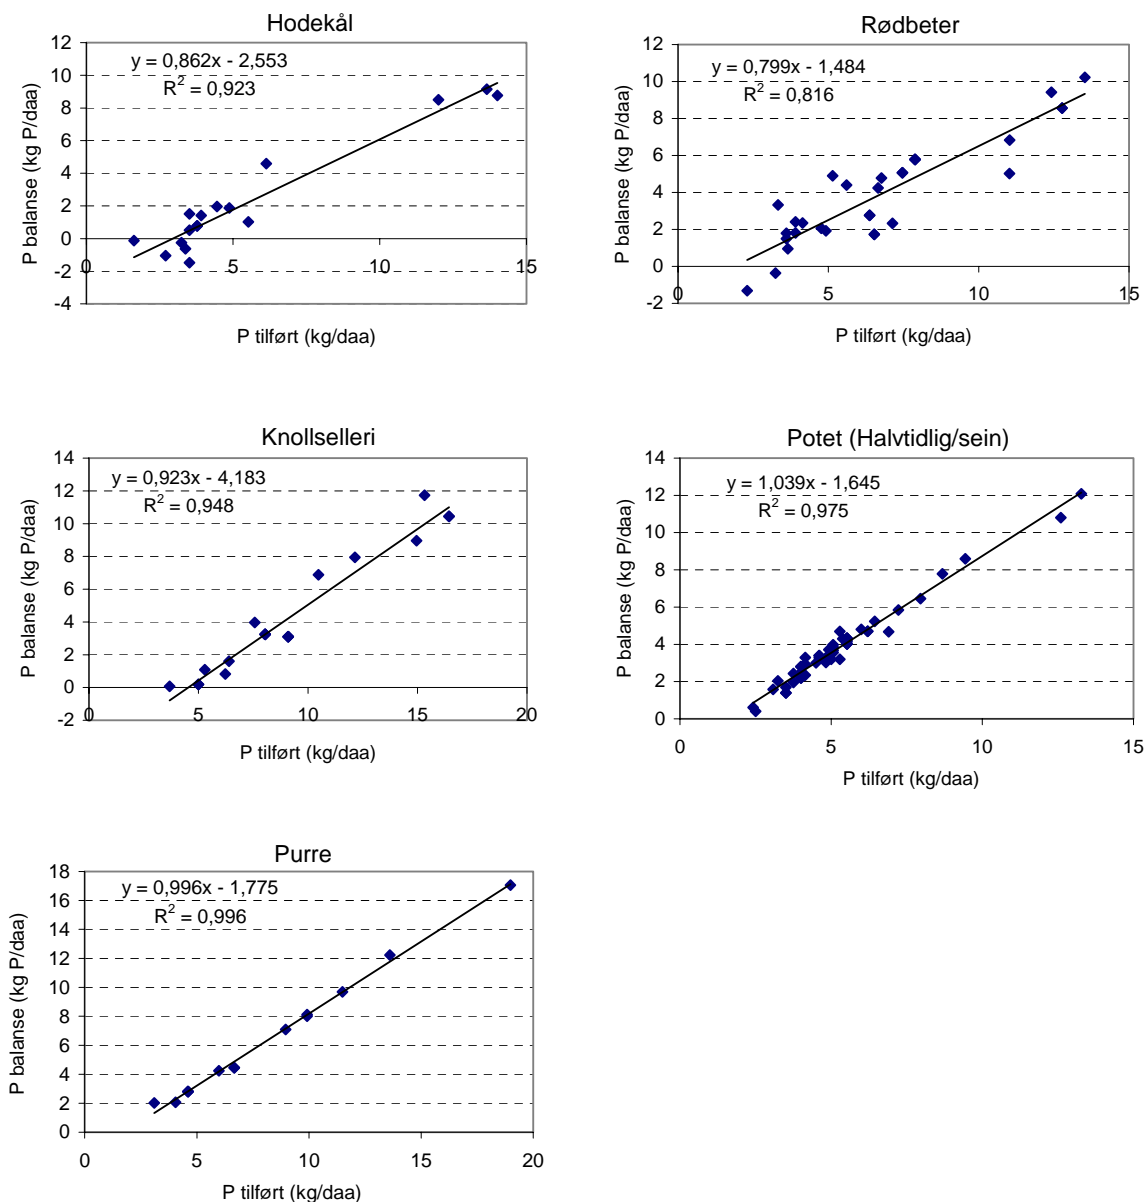 Hodekål
y = 0,862x - 2,553
R² = 0,923
P balanse (kg P/daa)
12
10
8
6
4
2
0
-2
-4
0 5 10 15
P tilført (kg/daa)
Rødbeter
y = 0,799x - 1,484
R² = 0,816
P balanse (kg P/daa)
12
10
8
6
4
2
0
-2
0 5 10 15
P tilført (kg/daa)
Knollselleri
y = 0,923x - 4,183
R² = 0,948
P balanse (kg P/daa)
14
12
10
8
6
4
2
0
-2
0 5 10 15 20
P tilført (kg/daa)
Potet (Halvtidlig/sein)
y = 1,039x - 1,645
R² = 0,975
P balanse (kg P/daa)
14
12
10
8
6
4
2
0
0 5 10 15
P tilført (kg/daa)
Purre
y = 0,996x - 1,775
R² = 0,996
P balanse (kg P/daa)
18
16
14
12
10
8
6
4
2
0
0 5 10 15 20
P tilført (kg/daa)